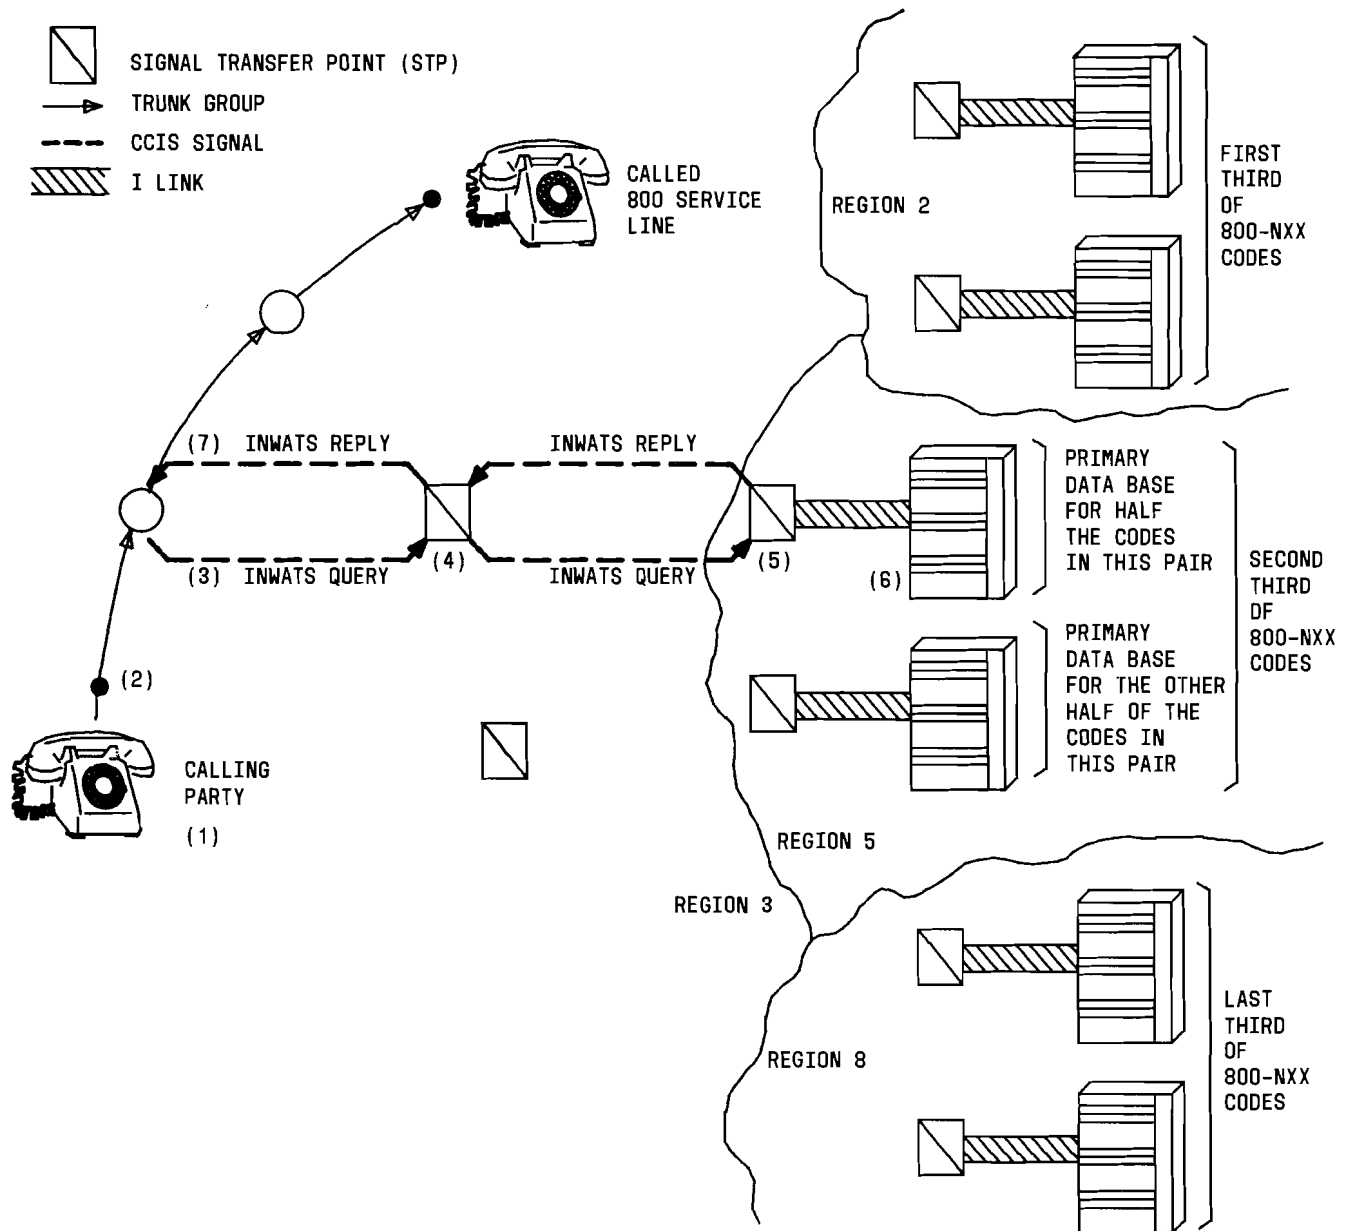 SIGNAL TRANSFER POINT (STP)
TRUNK GROUP
CCIS SIGNAL
I LINK
CALLED
800 SERVICE
LINE
REGION 2
FIRST
THIRD
OF
800-NXX
CODES
(7) INWATS REPLY
INWATS REPLY
(3) INWATS QUERY
(4)
INWATS QUERY
(5)
(6)
PRIMARY
DATA BASE
FOR HALF
THE CODES
IN THIS PAIR
SECOND
THIRD
DF
800-NXX
CODES
PRIMARY
DATA BASE
FOR THE OTHER
HALF OF THE
CODES IN
THIS PAIR
(2)
CALLING
PARTY
(1)
REGION 5
REGION 3
REGION 8
LAST
THIRD
OF
800-NXX
CODES